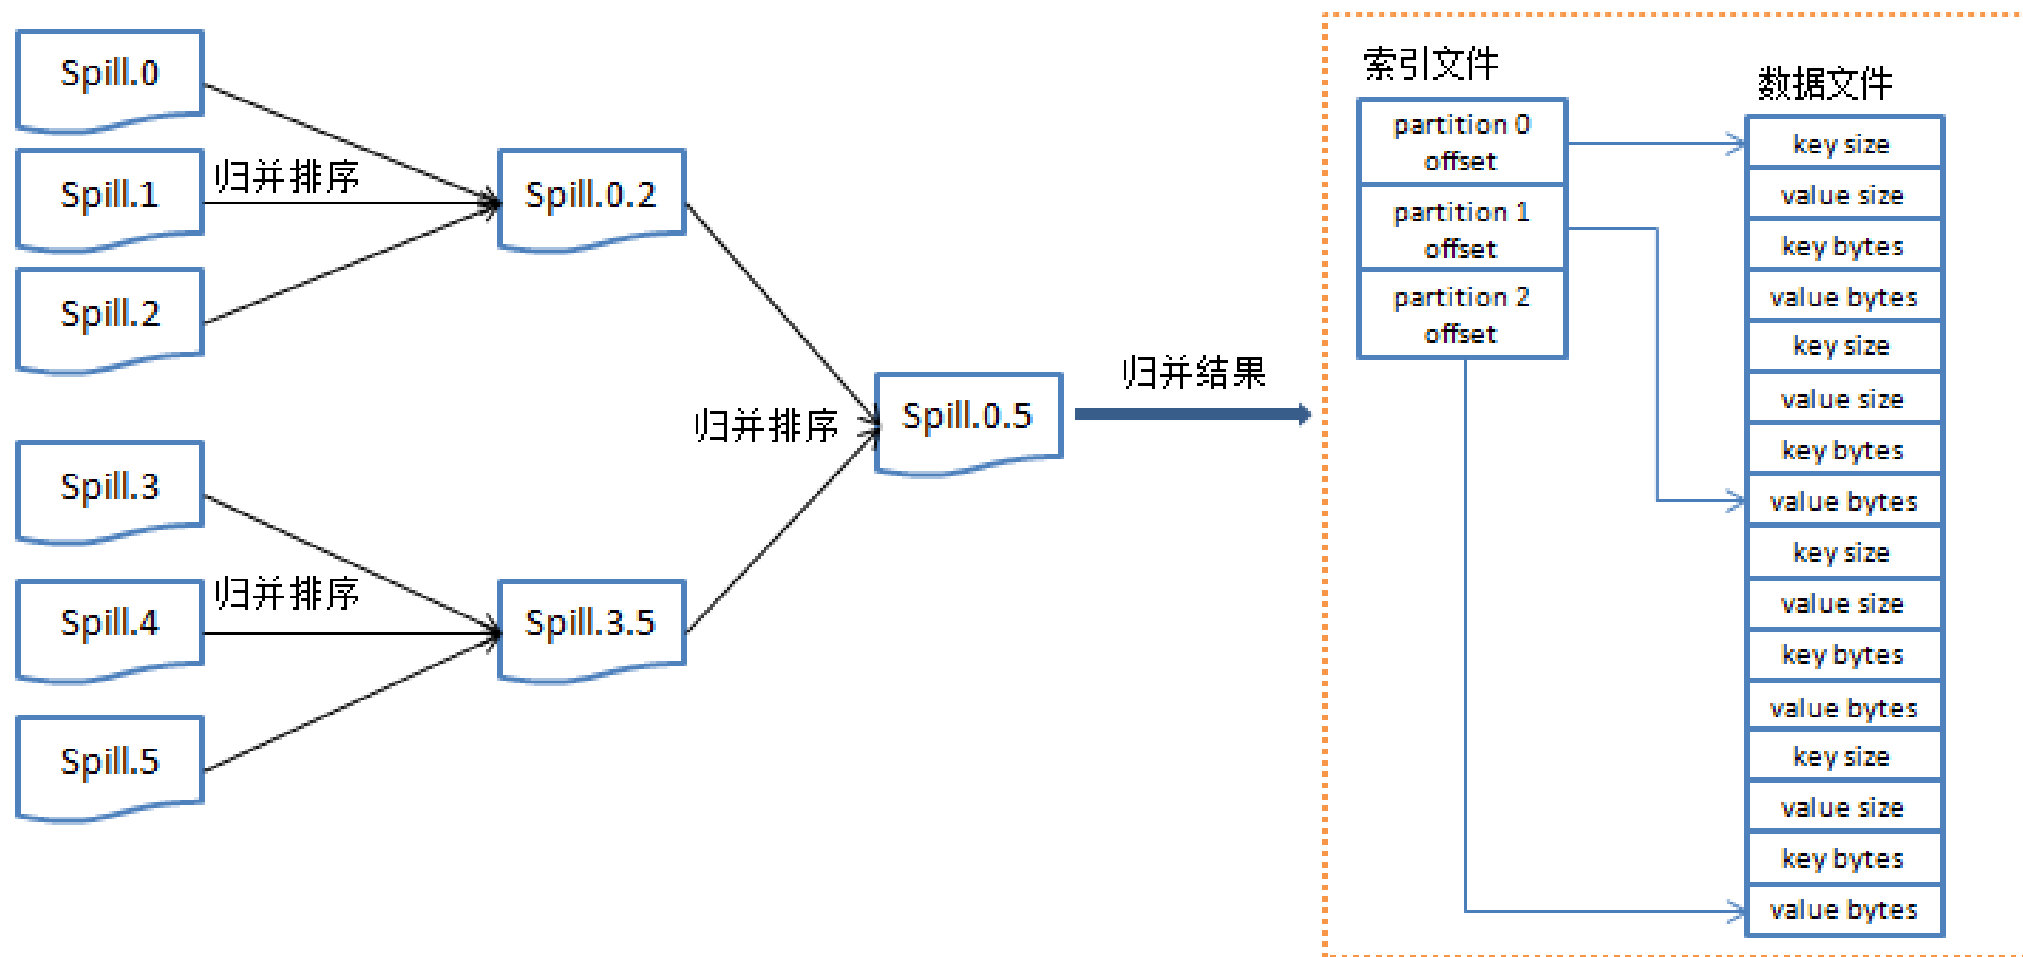 Spill.0
Spill.1
归并排序
Spill.2
Spill.0.2
Spill.3
Spill.4
归并排序
Spill.5
Spill.3.5
归并排序
Spill.0.5
归并结果
索引文件
partition 0
offset
partition 1
offset
partition 2
offset
数据文件
key size
value size
key bytes
value bytes
key size
value size
key bytes
value bytes
key size
value size
key bytes
value bytes
key size
value size
key bytes
value bytes